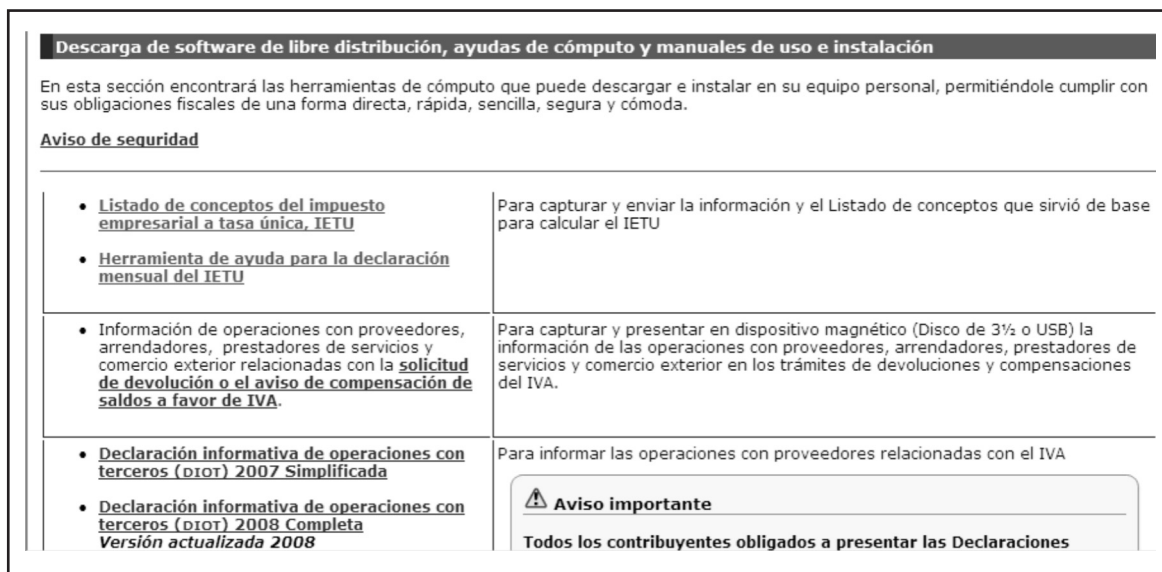 Descarga de software de libre distribución, ayudas de cómputo y manuales de uso e instalación
En esta sección encontrará las herramientas de cómputo que puede descargar e instalar en su equipo personal, permitiéndole cumplir con
sus obligaciones fiscales de una forma directa, rápida, sencilla, segura y cómoda.
Aviso de seguridad
• Listado de conceptos del impuesto
empresarial a tasa única, IETU
• Herramienta de ayuda para la declaración
mensual del IETU
Para capturar y enviar la información y el Listado de conceptos que sirvió de base
para calcular el IETU
• Información de operaciones con proveedores,
arrendadores, prestadores de servicios y
comercio exterior relacionadas con la solicitud
de devolución o el aviso de compensación de
saldos a favor de IVA.
Para capturar y presentar en dispositivo magnético (Disco de 3½ o USB) la
información de las operaciones con proveedores, arrendadores, prestadores de
servicios y comercio exterior en los trámites de devoluciones y compensaciones
del IVA.
• Declaración informativa de operaciones con
terceros (DIOT) 2007 Simplificada
• Declaración informativa de operaciones con
terceros (DIOT) 2008 Completa
Versión actualizada 2008
Para informar las operaciones con proveedores relacionadas con el IVA
Aviso importante
Todos los contribuyentes obligados a presentar las Declaraciones